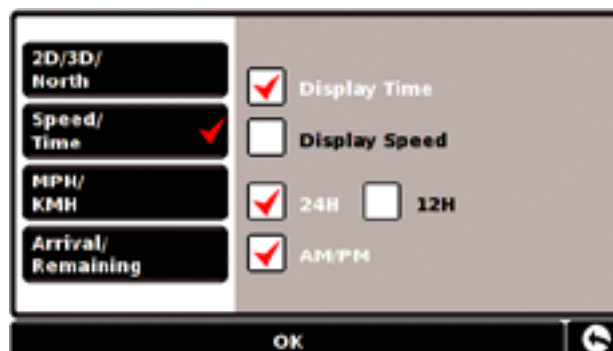 2D/3D/
North
Speed/
Time
MPH/
KMH
Arrival/
Remaining
Display Time
Display Speed
24H 12H
AM/PM
OK